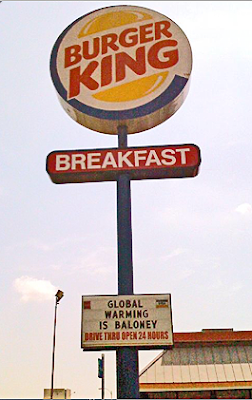 BURGER
KING
BREAKFAST
GLOBAL
WARMING
IS BALONEY
DRIVE THRU OPEN 24 HOURS